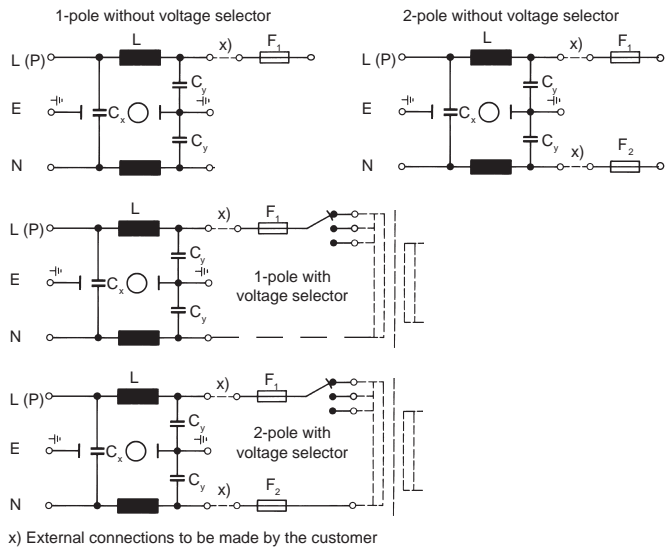 1-pole without voltage selector
2-pole without voltage selector
L x) F1
L (P)
Cy
E Cx
Cy
N
L x) F1
L (P)
Cy
E Cx
Cy
N x) F2
L x) F1
L (P)
Cy
E Cx
1-pole with
voltage selector
Cy
N
L x) F1
L (P)
Cy
E Cx
2-pole with
voltage selector
Cy
N x) F2
x) External connections to be made by the customer